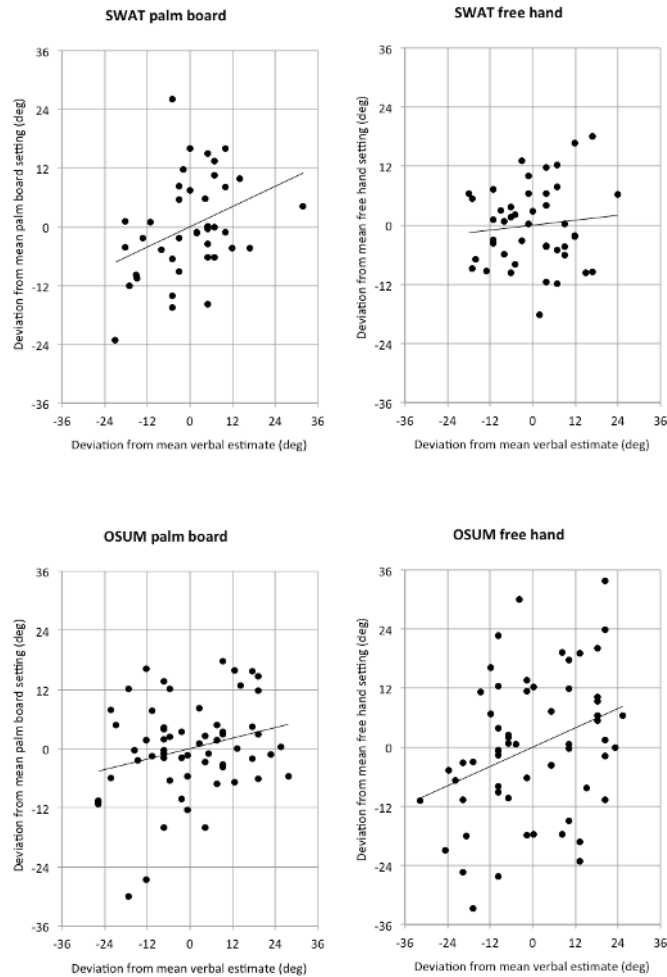 SWAT palm board
Deviation from mean palm board setting (deg)
36
24
12
0
-12
-24
-36
-36 -24 -12 0 12 24 36
Deviation from mean verbal estimate (deg)
SWAT free hand
Deviation from mean free hand setting (deg)
36
24
12
0
-12
-24
-36
-36 -24 -12 0 12 24 36
Deviation from mean verbal estimate (deg)
OSUM palm board
Deviation from mean palm board setting (deg)
36
24
12
0
-12
-24
-36
-36 -24 -12 0 12 24 36
Deviation from mean verbal estimate (deg)
OSUM free hand
Deviation from mean free hand setting (deg)
36
24
12
0
-12
-24
-36
-36 -24 -12 0 12 24 36
Deviation from mean verbal estimate (deg)